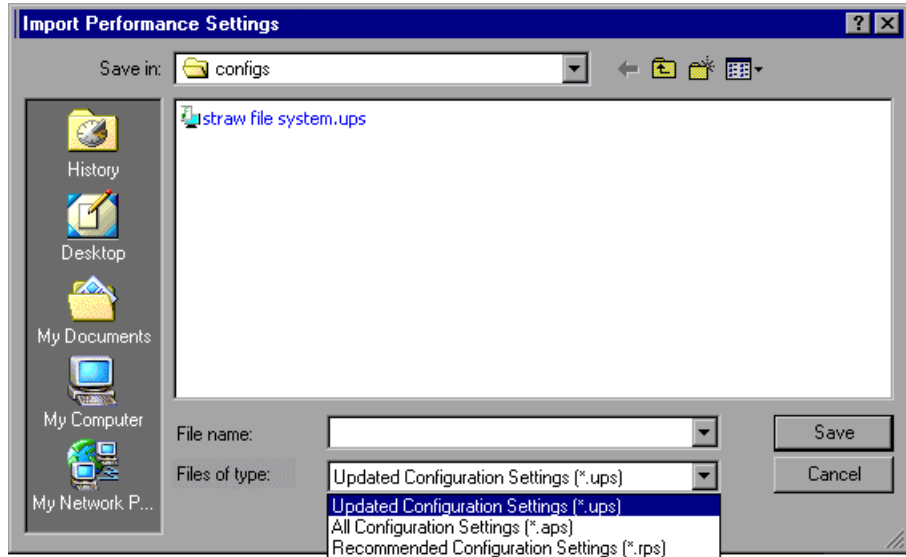 Import Performance Settings
Save in:
configs
straw file system.ups
History
Desktop
My Documents
My Computer
My Network P...
File name:
Save
Files of type:
Updated Configuration Settings (*.ups)
Cancel
Updated Configuration Settings (*.ups)
All Configuration Settings (*.aps)
Recommended Configuration Settings (*.rps)